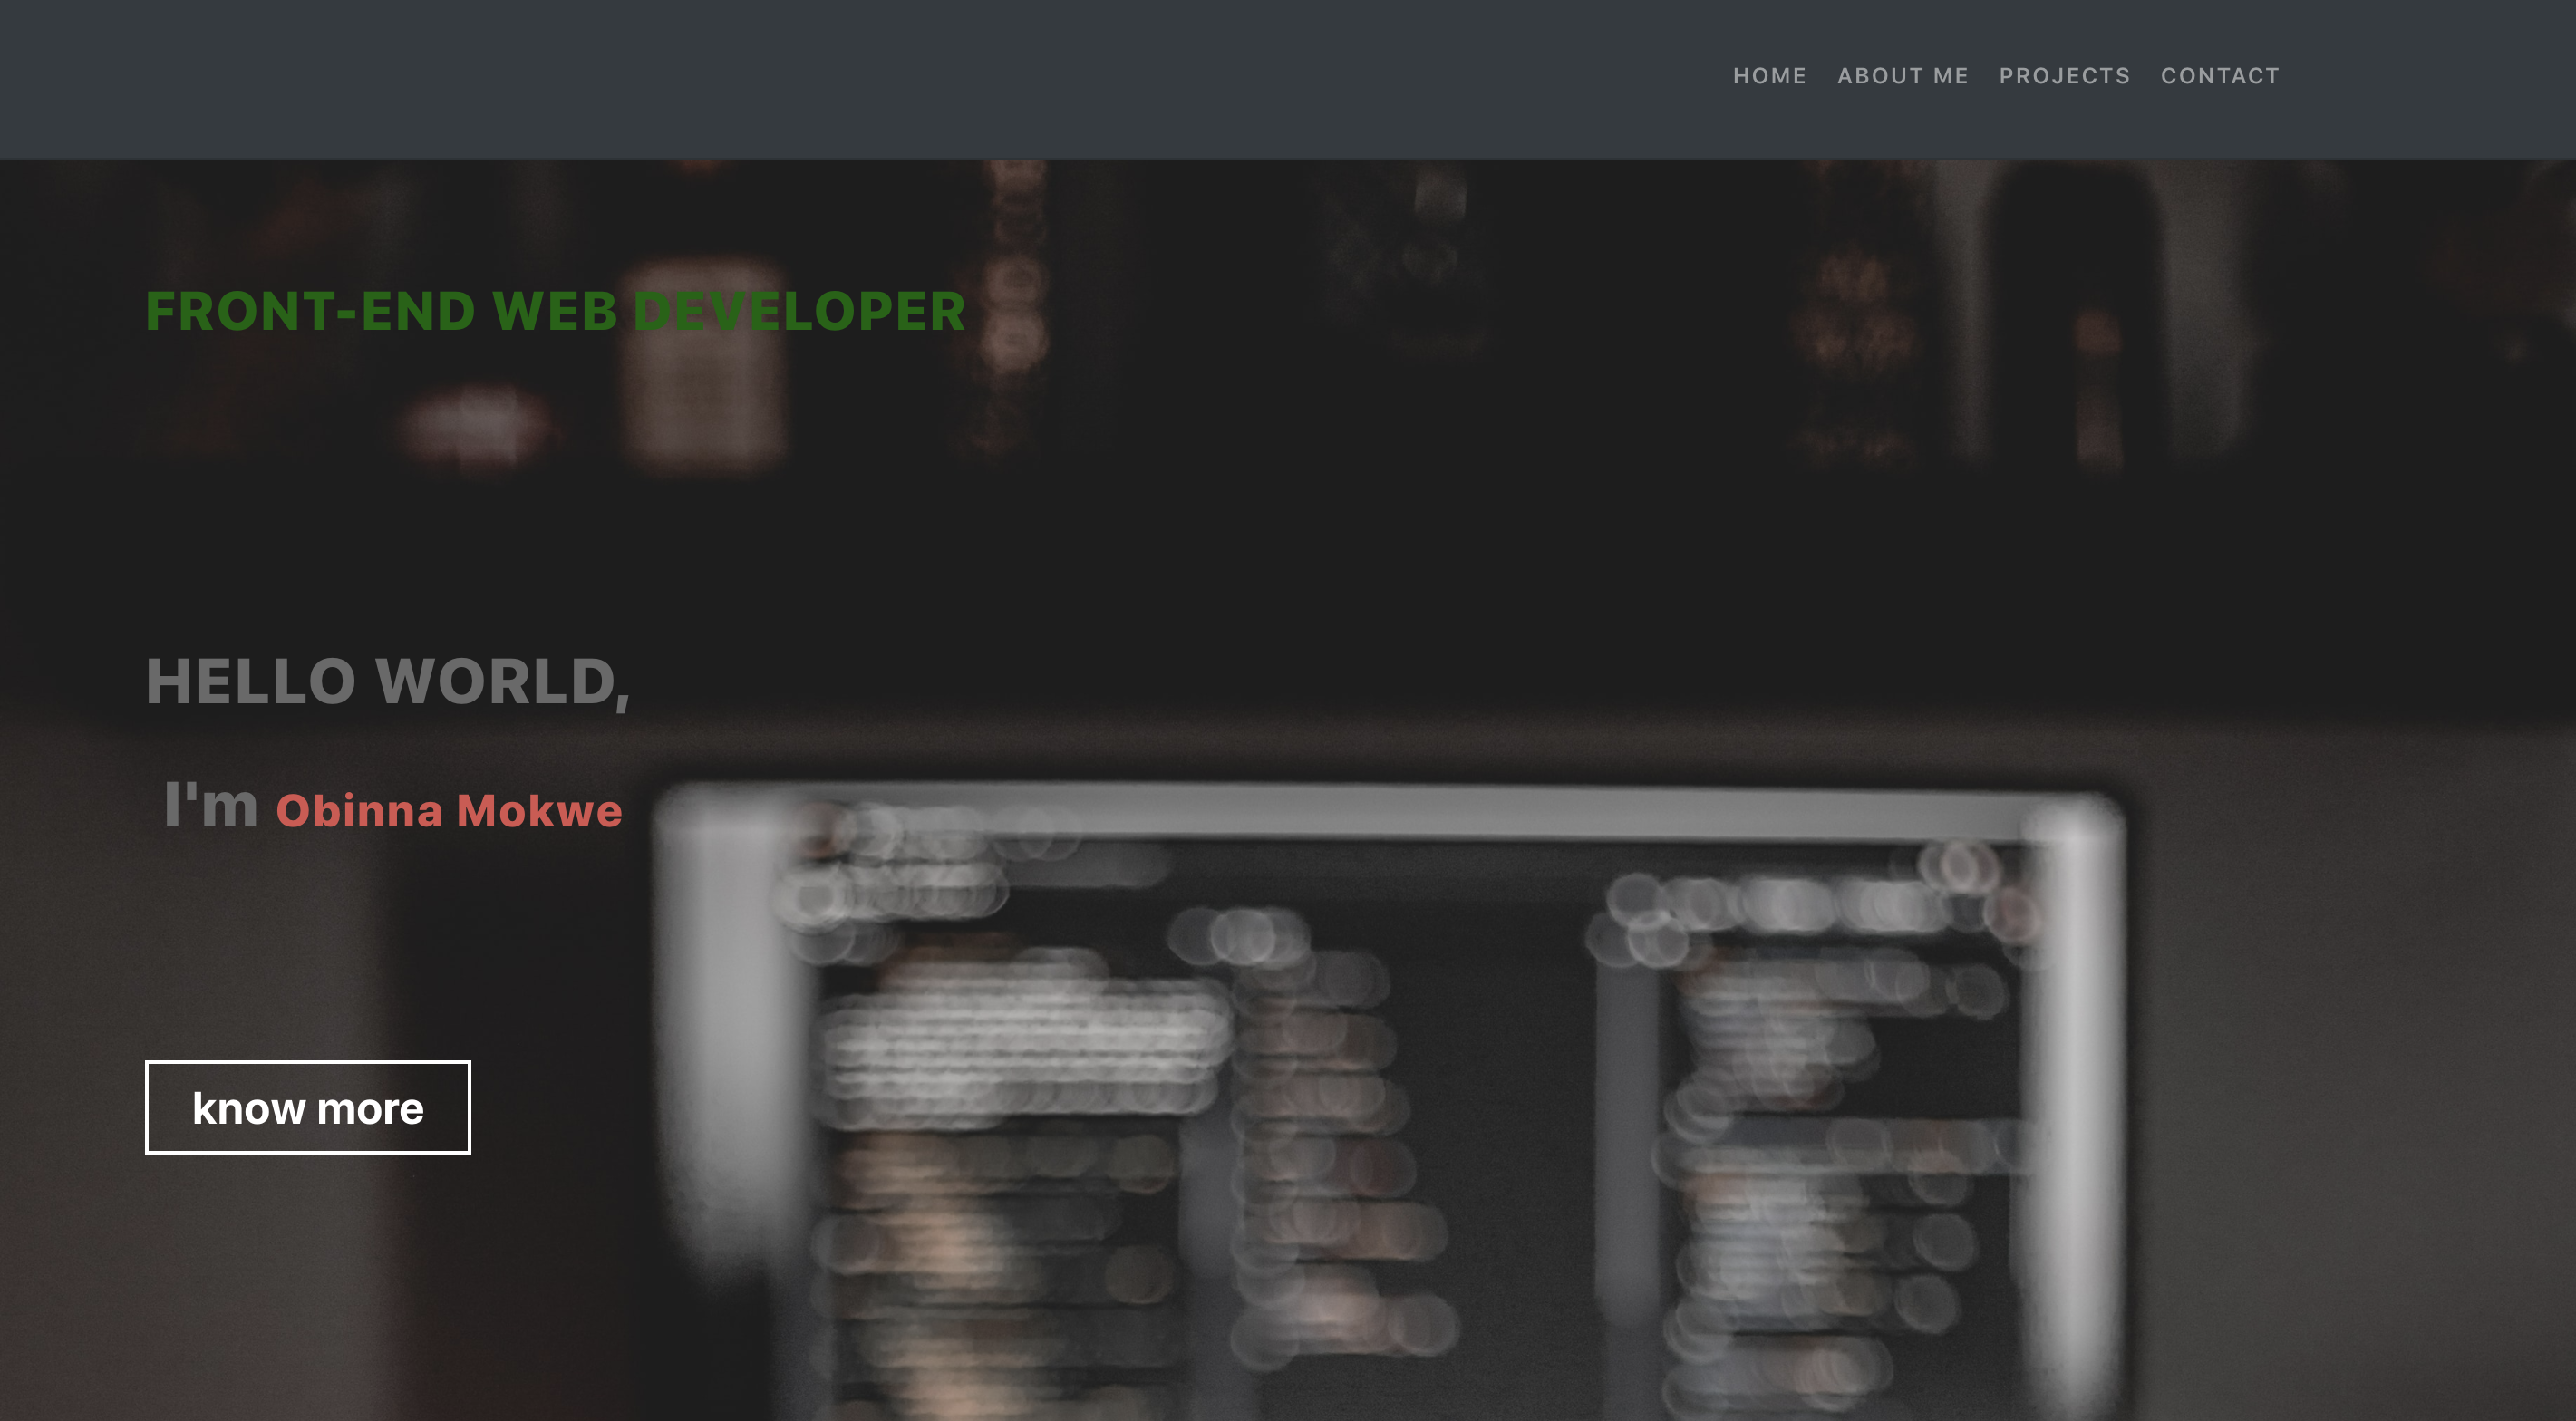 HOME ABOUT ME PROJECTS CONTACT
FRONT-END WEB DEVELOPER
HELLO WORLD,
I'm Obinna Mokwe
know more